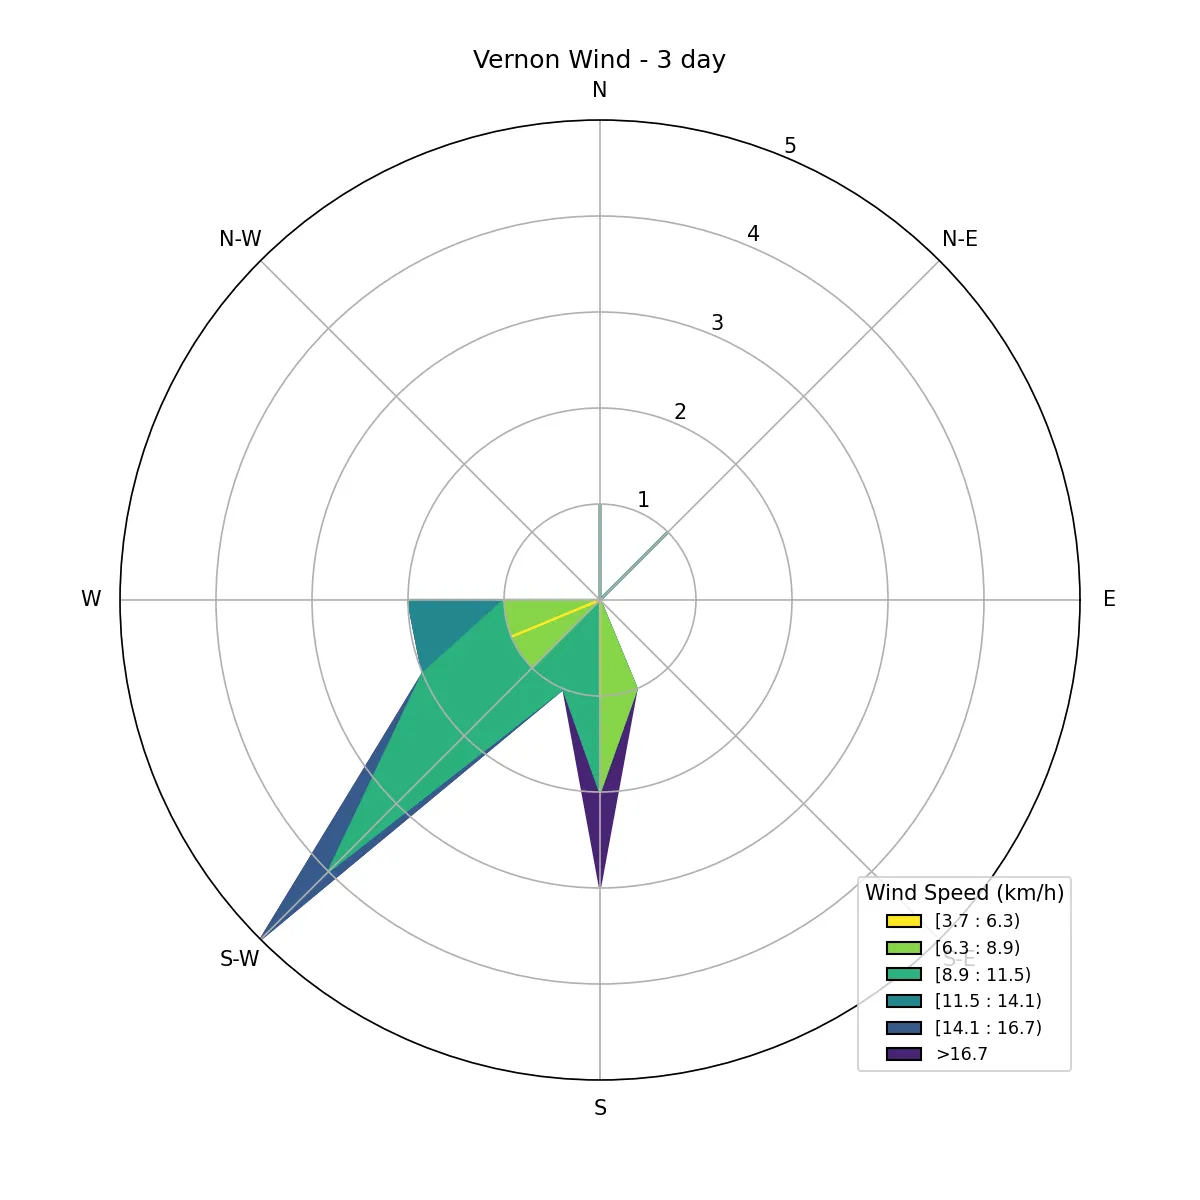 Vernon Wind - 3 day
N
5
N-W
4
N-E
3
2
1
W
E
Wind Speed (km/h)
[3.7 : 6.3)
[6.3 : 8.9)
S-W
S-E
[8.9 : 11.5)
[11.5 : 14.1)
[14.1 : 16.7)
>16.7
S